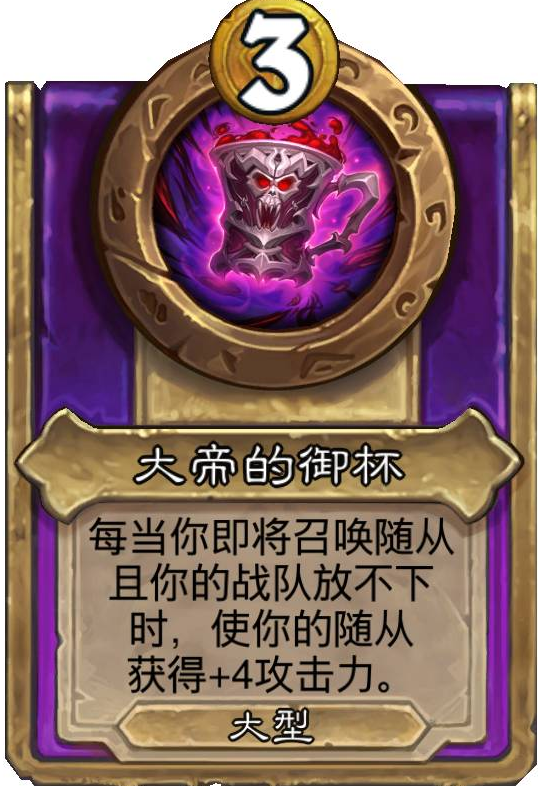 3
大帝的御杯
每当你即将召唤随从
且你的战队放不下
时，使你的随从
获得+4攻击力。
大型